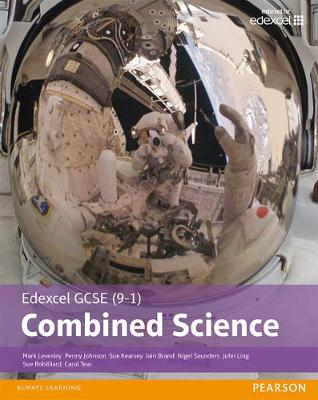 endorsed for
edexcel
Edexcel GCSE (9-1)
Combined Science
Mark Levesley Penny Johnson Sue Kearsey Iain Brand Nigel Saunders John Ling
Sue Robilliard Carol Tear
ALWAYS LEARNING
PEARSON